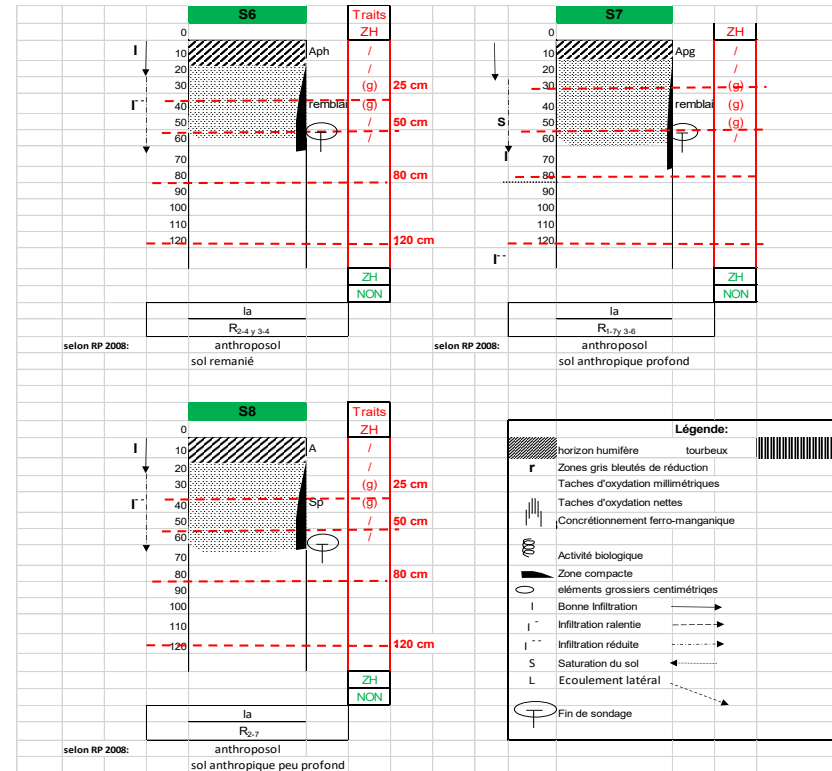 S6
Traits
ZH
0
I
10
Aph
/
20
/
30
(g)
25 cm
I--
40
remblai
(g)
50
/
50 cm
60
/
70
80
80 cm
90
100
110
120
120 cm
ZH
NON
Ia
R2-4 y 3-4
selon RP 2008:
anthroposol
sol remanié
S7
ZH
0
10
Apg
/
20
/
30
(g)
40
remblai
(g)
S
50
(g)
60
/
I
70
80
90
100
110
120
I--
ZH
NON
Ia
R1-7y 3-6
selon RP 2008:
anthroposol
sol anthropique profond
S8
Traits
ZH
0
I
10
A
/
20
/
30
(g)
25 cm
I--
40
Sp
(g)
50
/
50 cm
60
/
70
80
80 cm
90
100
110
120
120 cm
ZH
NON
Ia
R2-7
selon RP 2008:
anthroposol
sol anthropique peu profond
Légende:
horizon humifère tourbeux
r Zones gris bleutés de réduction
Taches d'oxydation millimétriques
Taches d'oxydation nettes
Concrétionnement ferro-manganique
Activité biologique
Zone compacte
eléments grossiers centimétriqes
I Bonne Infiltration
I- Infiltration ralentie
I-- Infiltration réduite
S Saturation du sol
L Ecoulement latéral
Fin de sondage